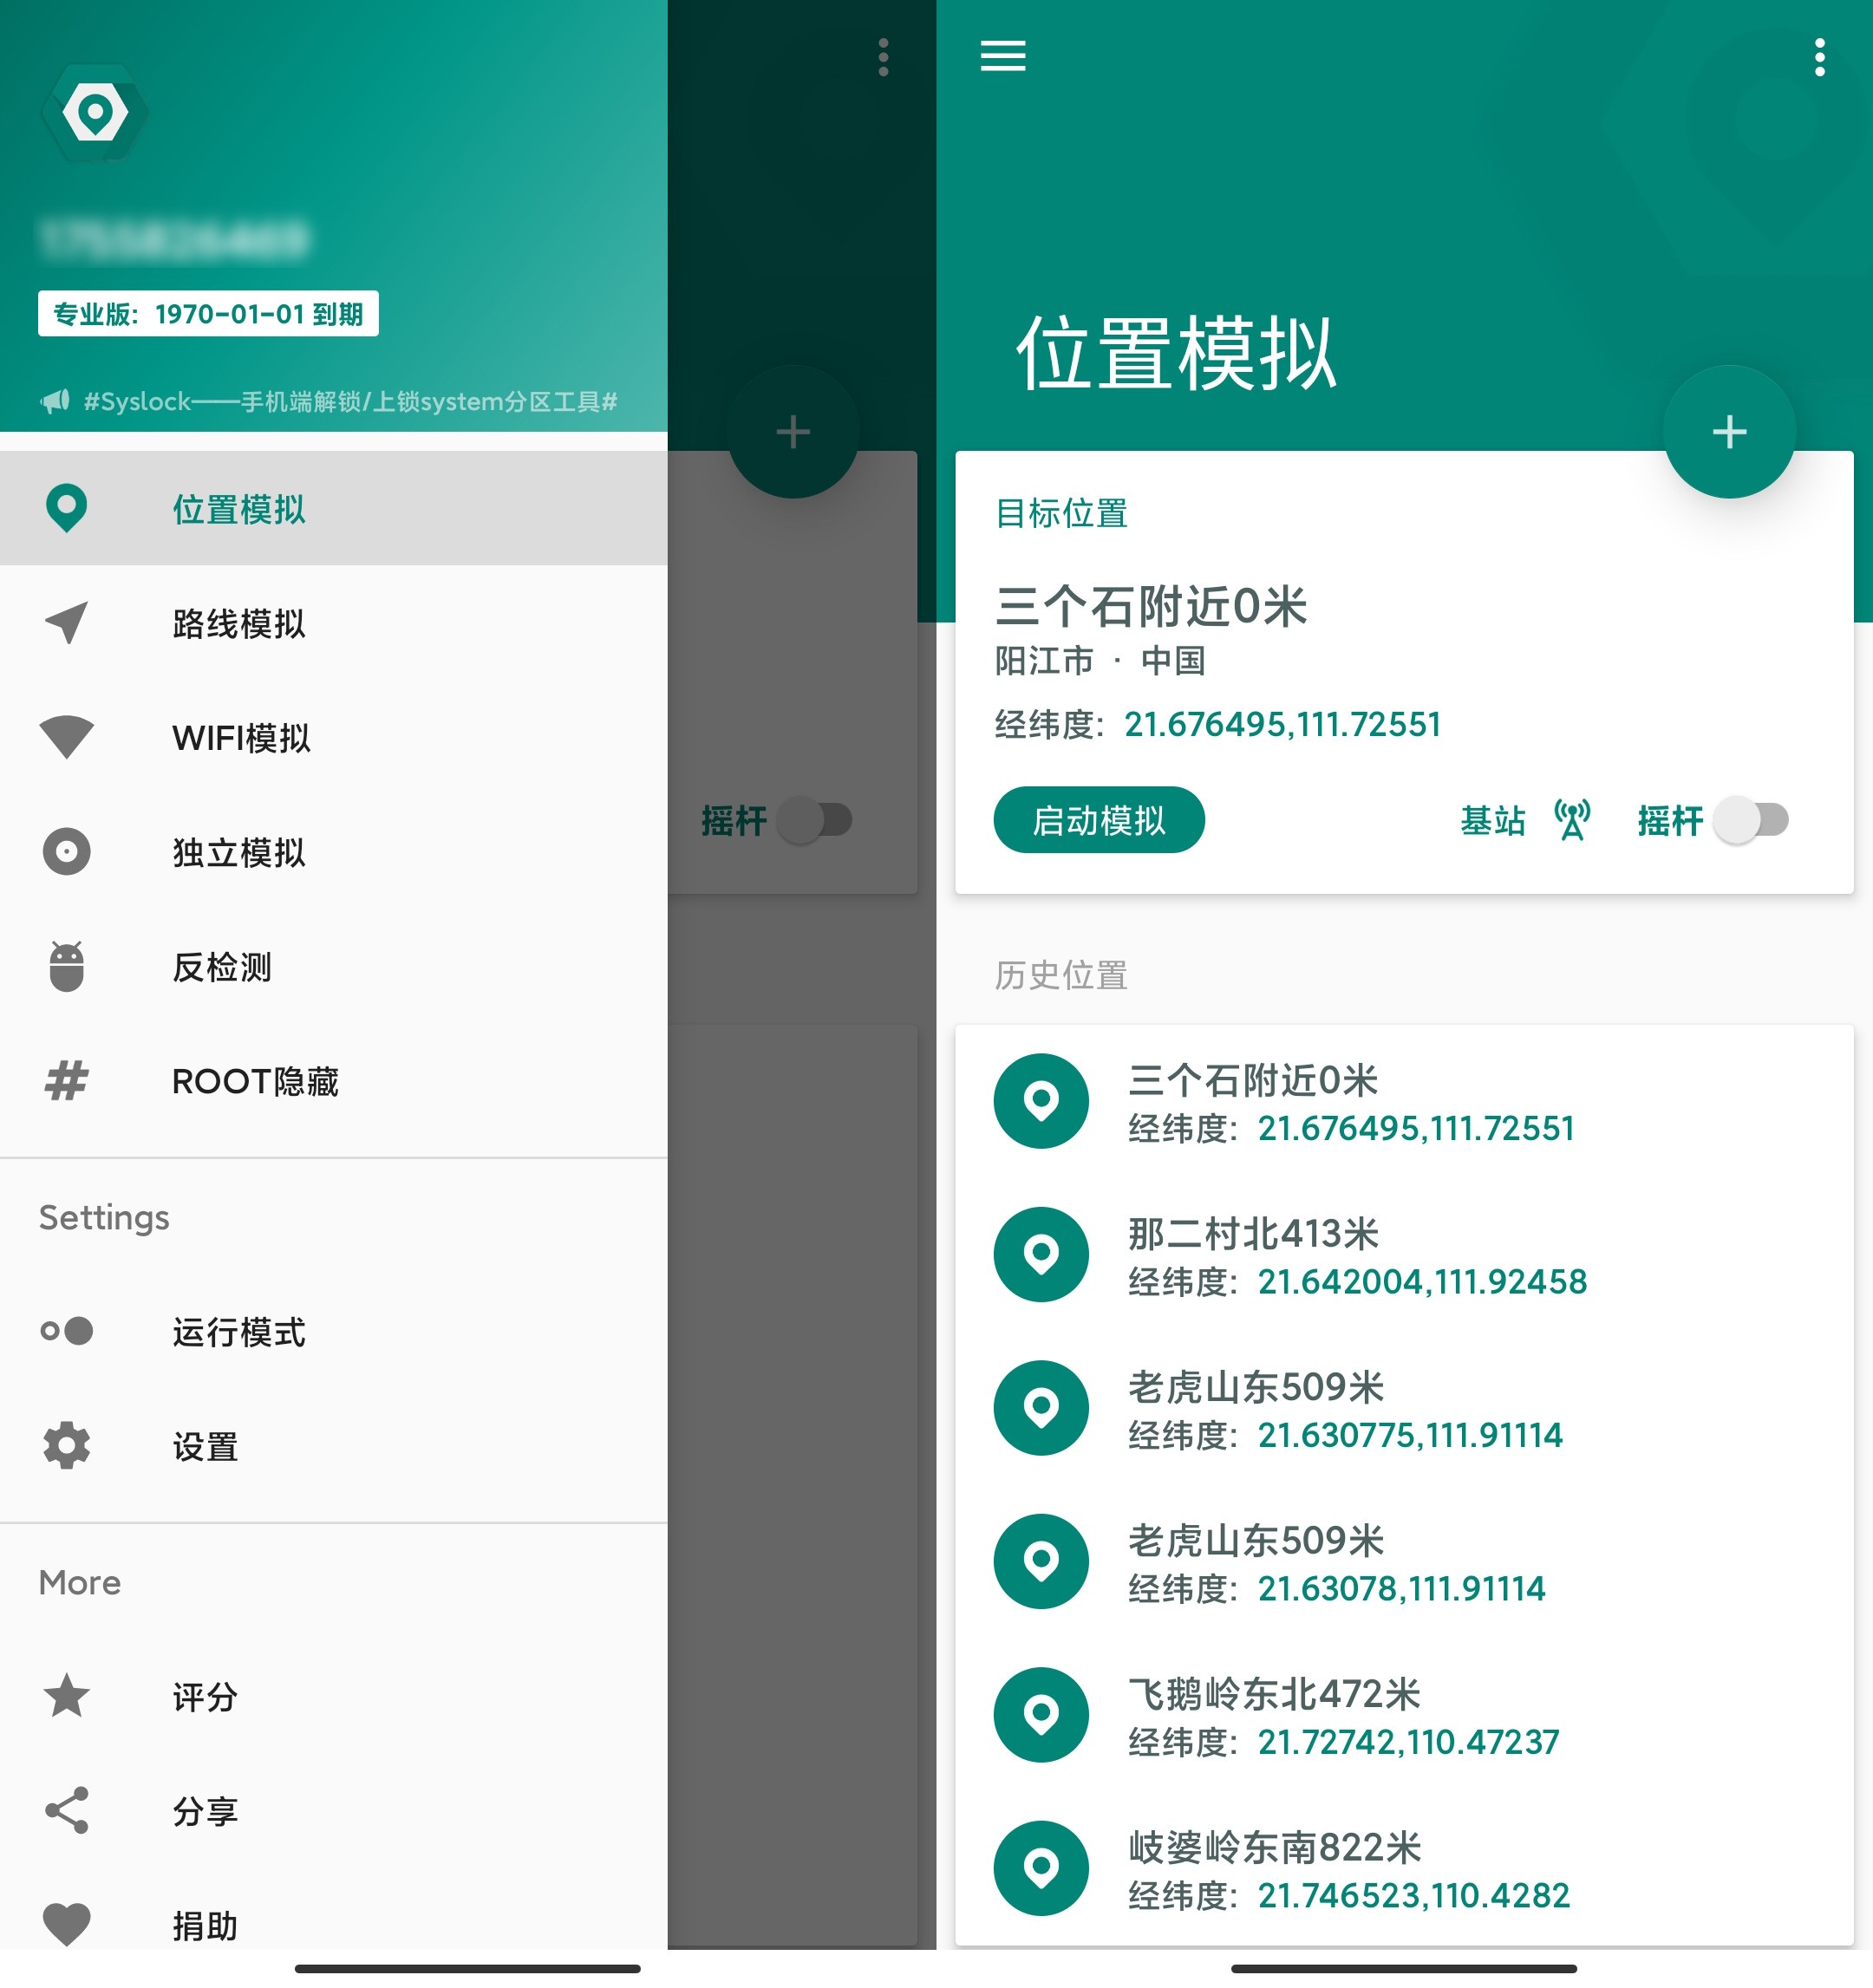 专业版：1970-01-01 到期
#Syslock——手机端解锁/上锁system分区工具#
位置模拟
路线模拟
WIFI模拟
独立模拟
反检测
ROOT隐藏
Settings
运行模式
设置
More
评分
分享
捐助
摇杆
位置模拟
目标位置
三个石附近0米
阳江市 · 中国
经纬度：21.676495,111.72551
启动模拟
基站
摇杆
历史位置
三个石附近0米
经纬度：21.676495,111.72551
那二村北413米
经纬度：21.642004,111.92458
老虎山东509米
经纬度：21.630775,111.91114
老虎山东509米
经纬度：21.63078,111.91114
飞鹅岭东北472米
经纬度：21.72742,110.47237
岐婆岭东南822米
经纬度：21.746523,110.4282